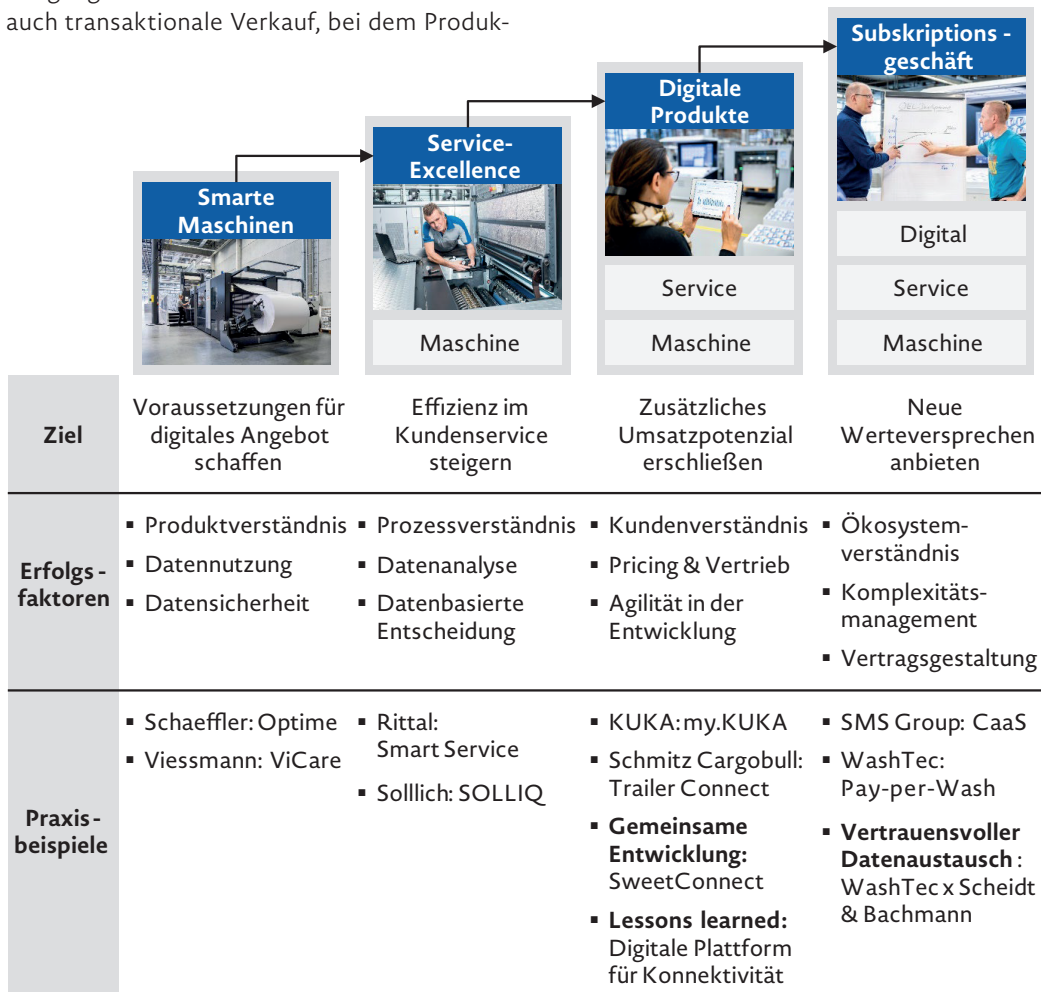 auch transaktionale Verkauf, bei dem Produk-
Subskriptions -
geschäft
Digitale
Produkte
Service-
Excellence
Smarte
Maschinen
Digital
Service
Service
Maschine
Maschine
Maschine
Ziel
Voraussetzungen für
digitales Angebot
schaffen
Effizienz im
Kundenservice
steigern
Zusätzliches
Umsatzpotenzial
erschließen
Neue
Werteversprechen
anbieten
Erfolgs -
faktoren
▪ Produktverständnis
▪ Datennutzung
▪ Datensicherheit
▪ Prozessverständnis
▪ Datenanalyse
▪ Datenbasierte
Entscheidung
▪ Kundenverständnis
▪ Pricing & Vertrieb
▪ Agilität in der
Entwicklung
▪ Ökosystem-
verständnis
▪ Komplexitäts-
management
▪ Vertragsgestaltung
Praxis -
beispiele
▪ Schaeffler: Optime
▪ Viessmann: ViCare
▪ Rittal:
Smart Service
▪ Solllich: SOLLIQ
▪ KUKA: my.KUKA
▪ Schmitz Cargobull:
Trailer Connect
▪ Gemeinsame
Entwicklung:
SweetConnect
▪ Lessons learned:
Digitale Plattform
für Konnektivität
▪ SMS Group: CaaS
▪ WashTec:
Pay-per-Wash
▪ Vertrauensvoller
Datenaustausch :
WashTec x Scheidt
& Bachmann